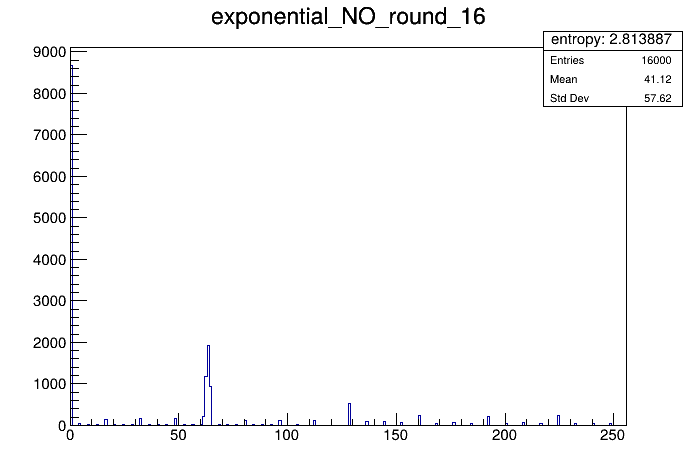 exponential_NO_round_16
entropy: 2.813887
Entries 16000
Mean 41.12
Std Dev 57.62
9000
8000
7000
6000
5000
4000
3000
2000
1000
0
0 50 100 150 200 250